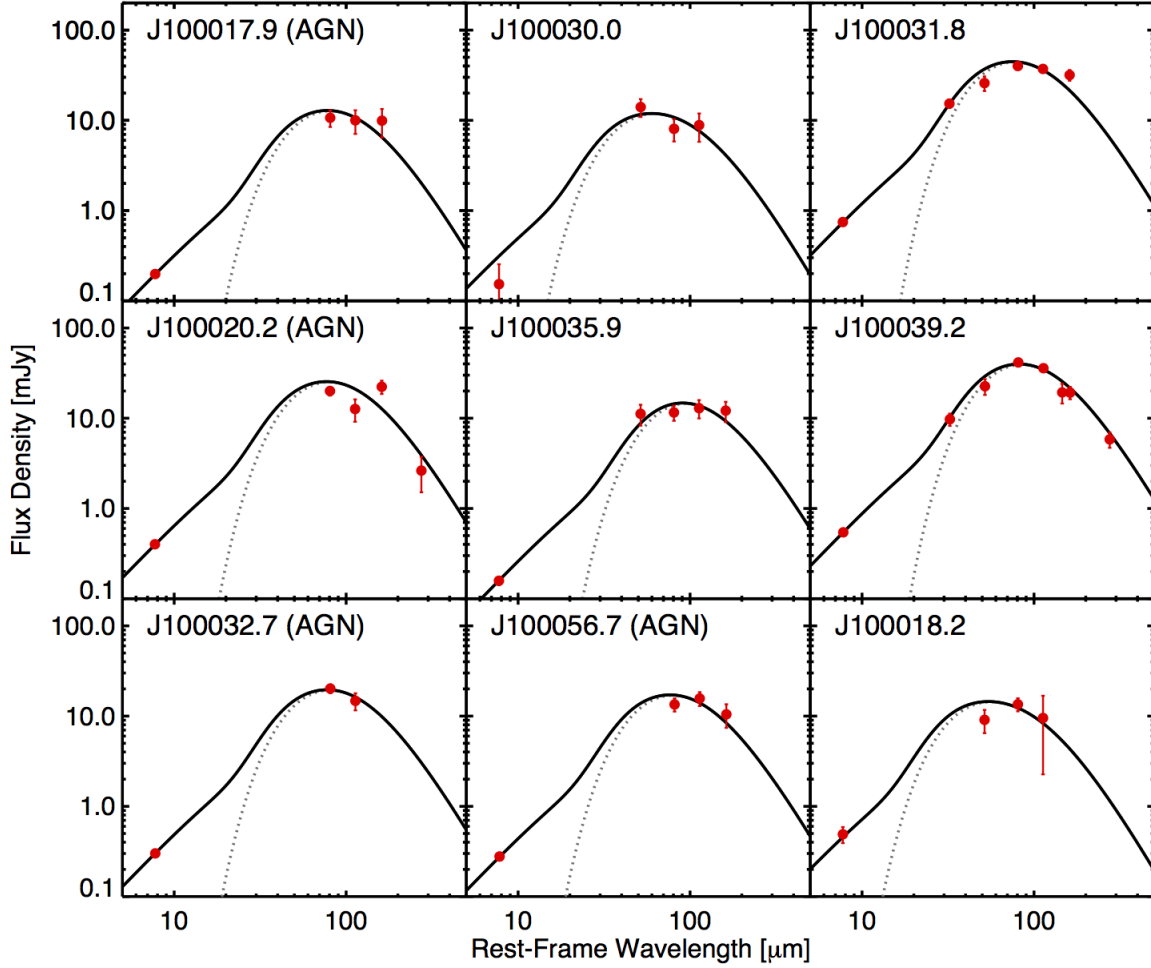 J100017.9 (AGN)
J100030.0
J100031.8
100.0
10.0
1.0
0.1
J100020.2 (AGN)
J100035.9
J100039.2
100.0
10.0
1.0
0.1
J100032.7 (AGN)
J100056.7 (AGN)
J100018.2
100.0
10.0
1.0
0.1
Flux Density [mJy]
10 100 10 100 10 100
Rest-Frame Wavelength [μm]